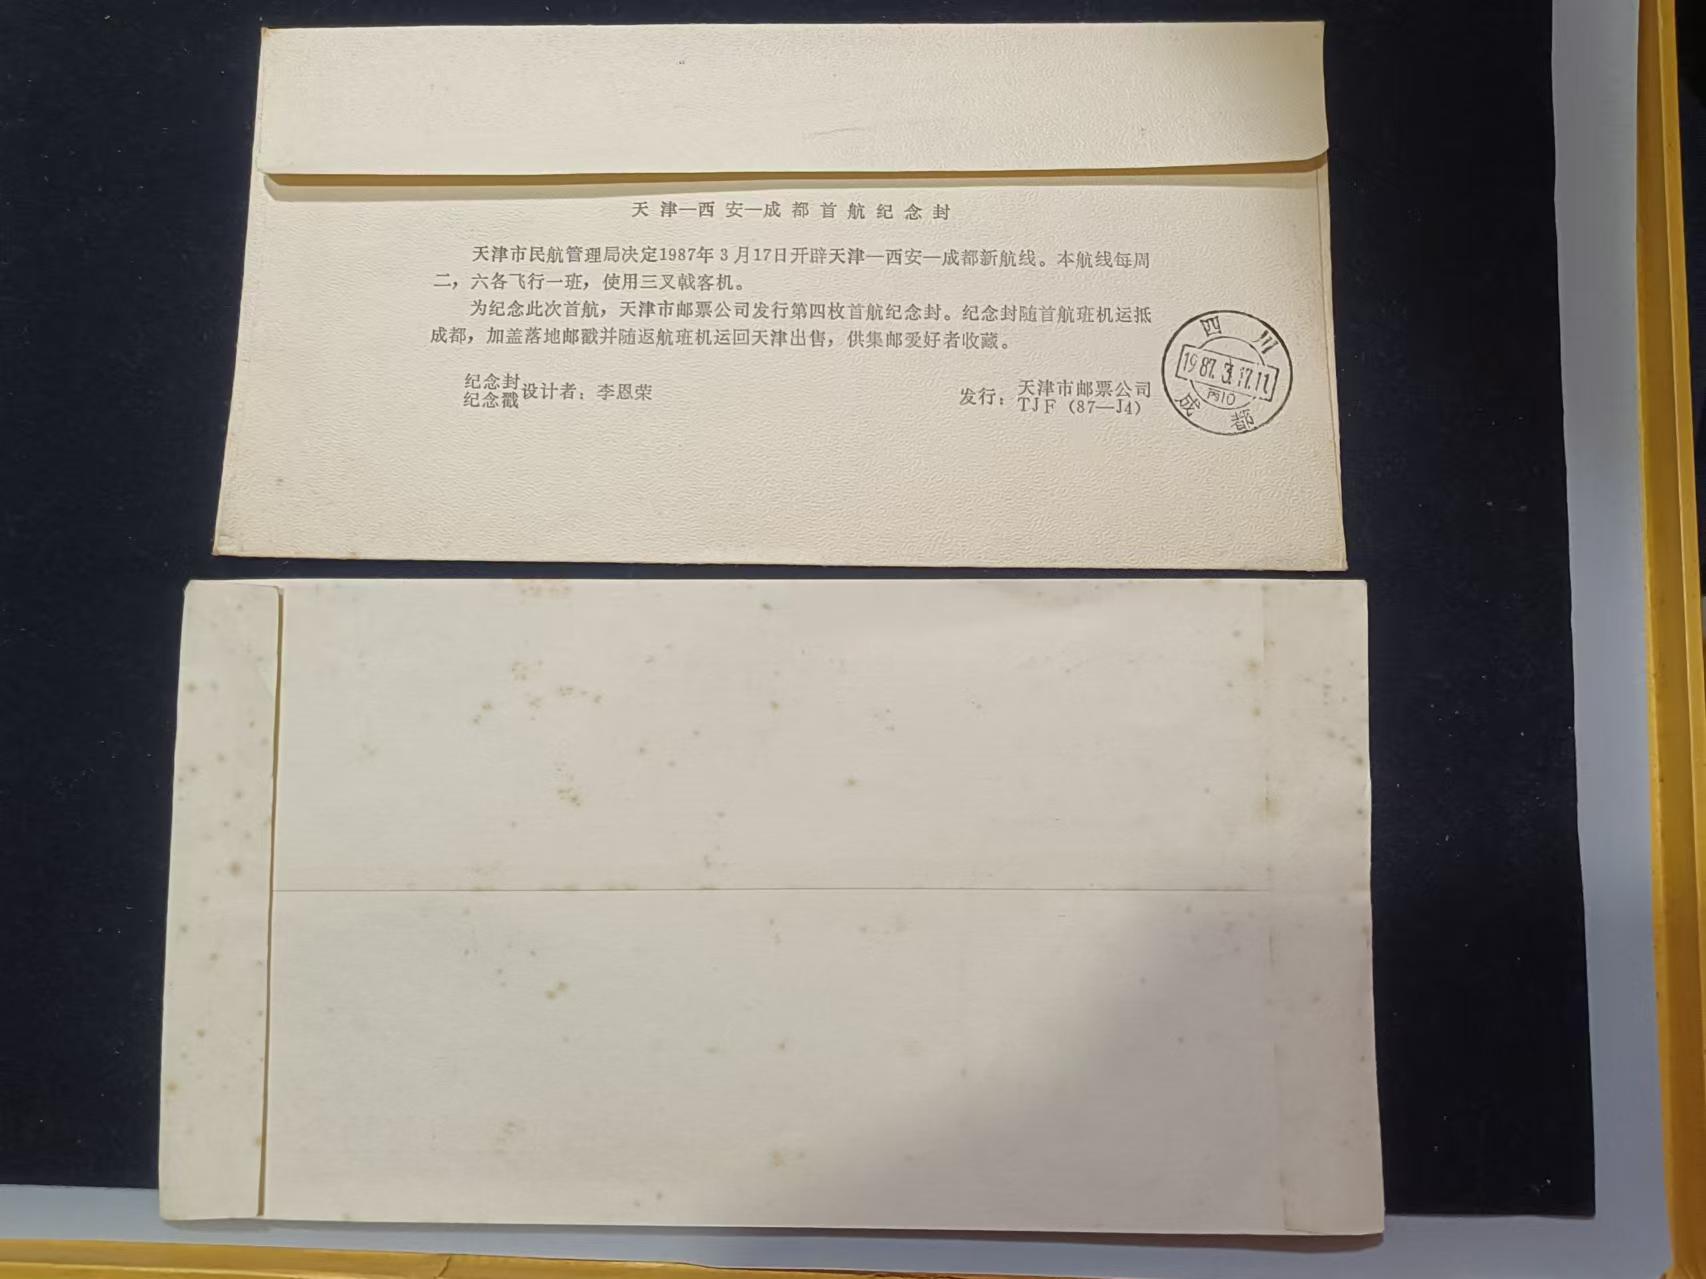 天津—西安—成都首航纪念封
天津市民航管理局决定1987年3月17日开辟天津—西安—成都新航线。本航线每周
二，六各飞行一班，使用三叉戟客机。
为纪念此次首航，天津市邮票公司发行第四枚首航纪念封。纪念封随首航班机运抵
成都，加盖落地邮戳并随返航班机运回天津出售，供集邮爱好者收藏。
纪念封
纪念戳
设计者：李恩荣
发行：
天津市邮票公司
TJF（87—J4）
四川
1987.3.17.11
丙10
成都